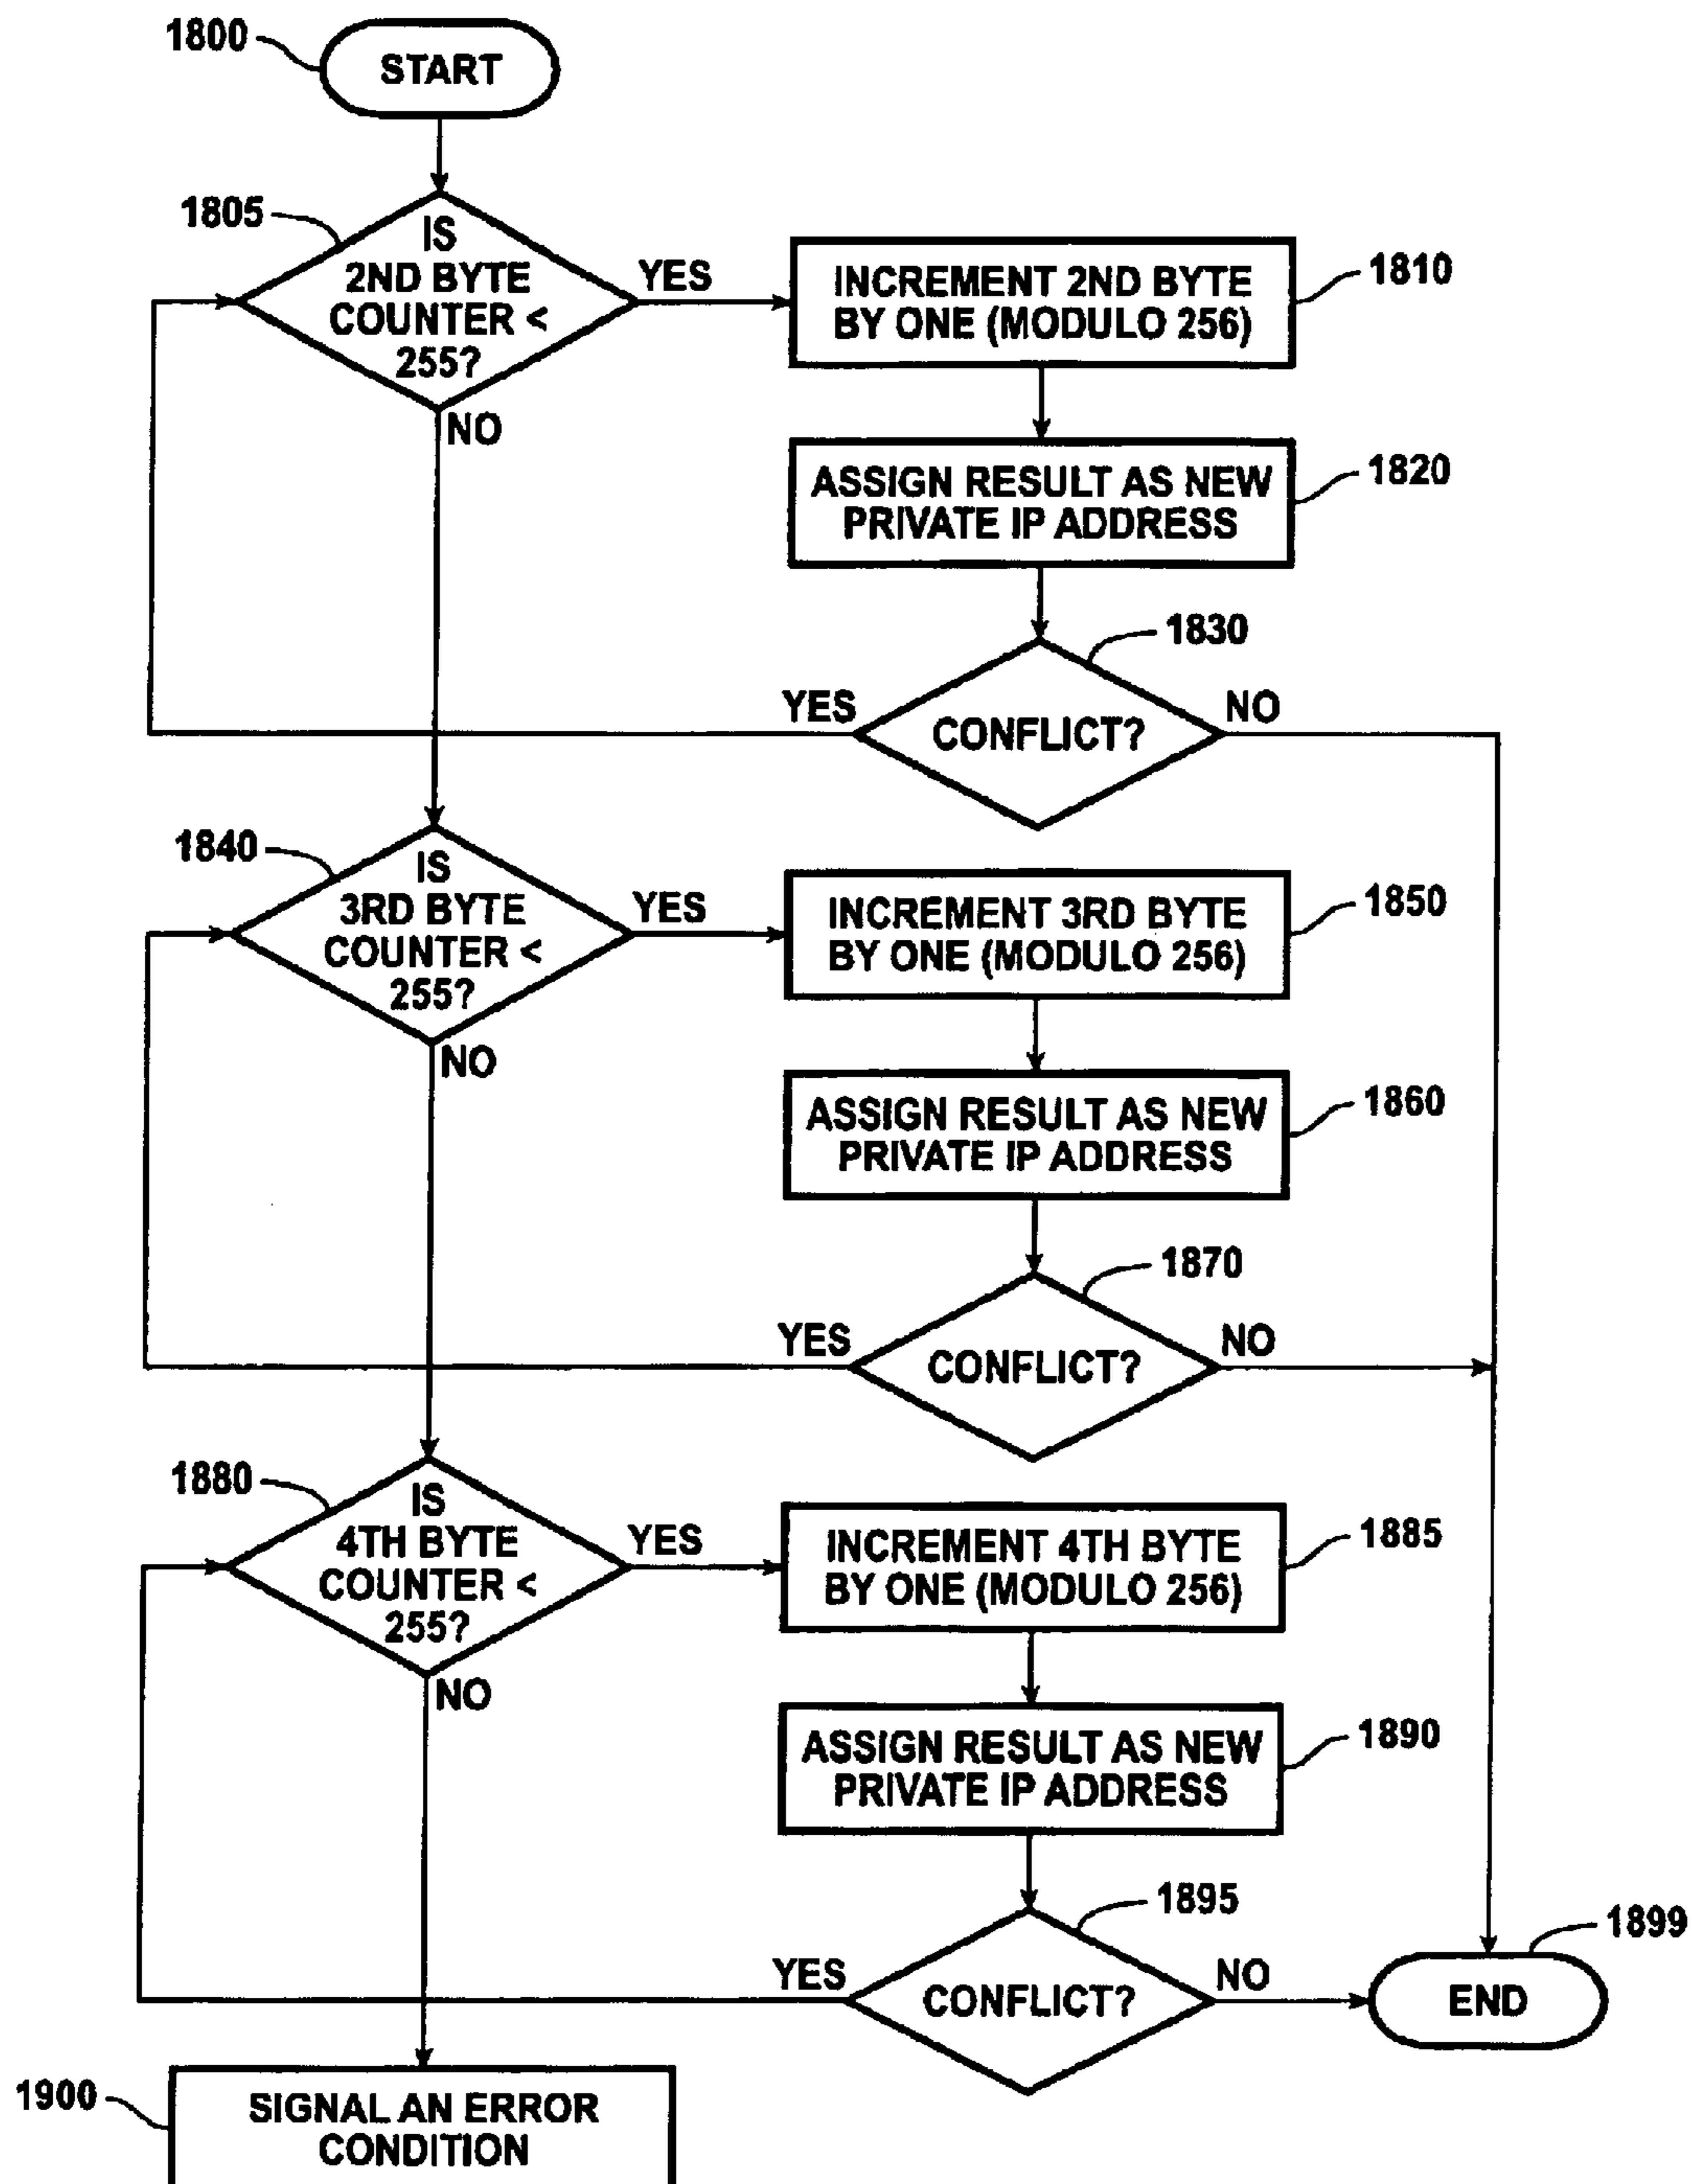 1800
START
1805
IS
2ND BYTE
COUNTER <
255?
YES
NO
INCREMENT 2ND BYTE
BY ONE (MODULO 256)
1810
ASSIGN RESULT AS NEW
PRIVATE IP ADDRESS
1820
1830
CONFLICT?
YES
NO
1840
IS
3RD BYTE
COUNTER <
255?
YES
NO
INCREMENT 3RD BYTE
BY ONE (MODULO 256)
1850
ASSIGN RESULT AS NEW
PRIVATE IP ADDRESS
1860
1870
CONFLICT?
YES
NO
1880
IS
4TH BYTE
COUNTER <
255?
YES
NO
INCREMENT 4TH BYTE
BY ONE (MODULO 256)
1885
ASSIGN RESULT AS NEW
PRIVATE IP ADDRESS
1890
1895
CONFLICT?
YES
NO
1899
END
1900
SIGNAL AN ERROR
CONDITION